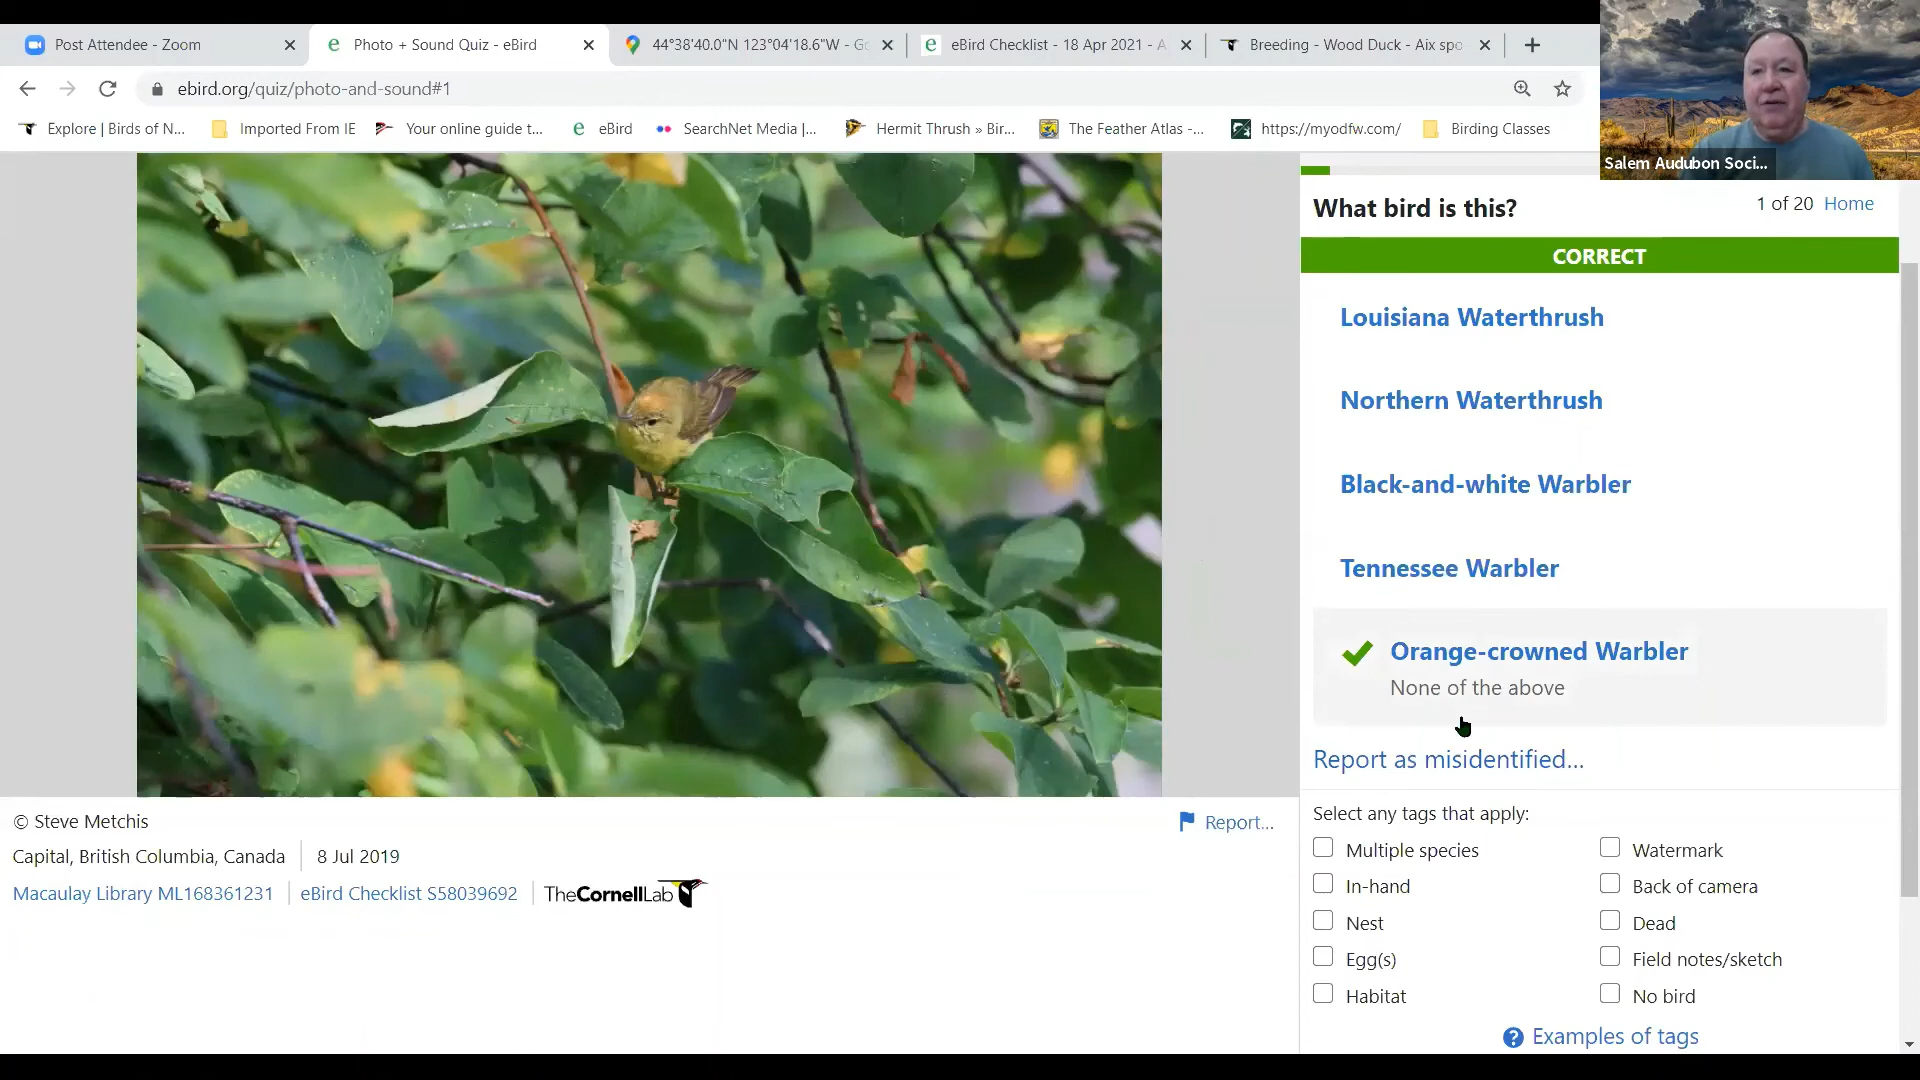 Post Attendee - Zoom
Photo + Sound Quiz - eBird
44°38'40.0"N 123°04'18.6"W - Go
eBird Checklist - 18 Apr 2021 - A
Breeding - Wood Duck - Aix spo
ebird.org/quiz/photo-and-sound#1
Explore | Birds of N...
Imported From IE
Your online guide t...
eBird
SearchNet Media |...
Hermit Thrush » Bir...
The Feather Atlas -...
https://myodfw.com/
Birding Classes
Salem Audubon Soci...
What bird is this?
1 of 20 Home
CORRECT
Louisiana Waterthrush
Northern Waterthrush
Black-and-white Warbler
Tennessee Warbler
Orange-crowned Warbler
None of the above
Report as misidentified...
© Steve Metchis
Report...
Capital, British Columbia, Canada
8 Jul 2019
Macaulay Library ML168361231
eBird Checklist S58039692
TheCornellLab
Select any tags that apply:
Multiple species
Watermark
In-hand
Back of camera
Nest
Dead
Egg(s)
Field notes/sketch
Habitat
No bird
Examples of tags